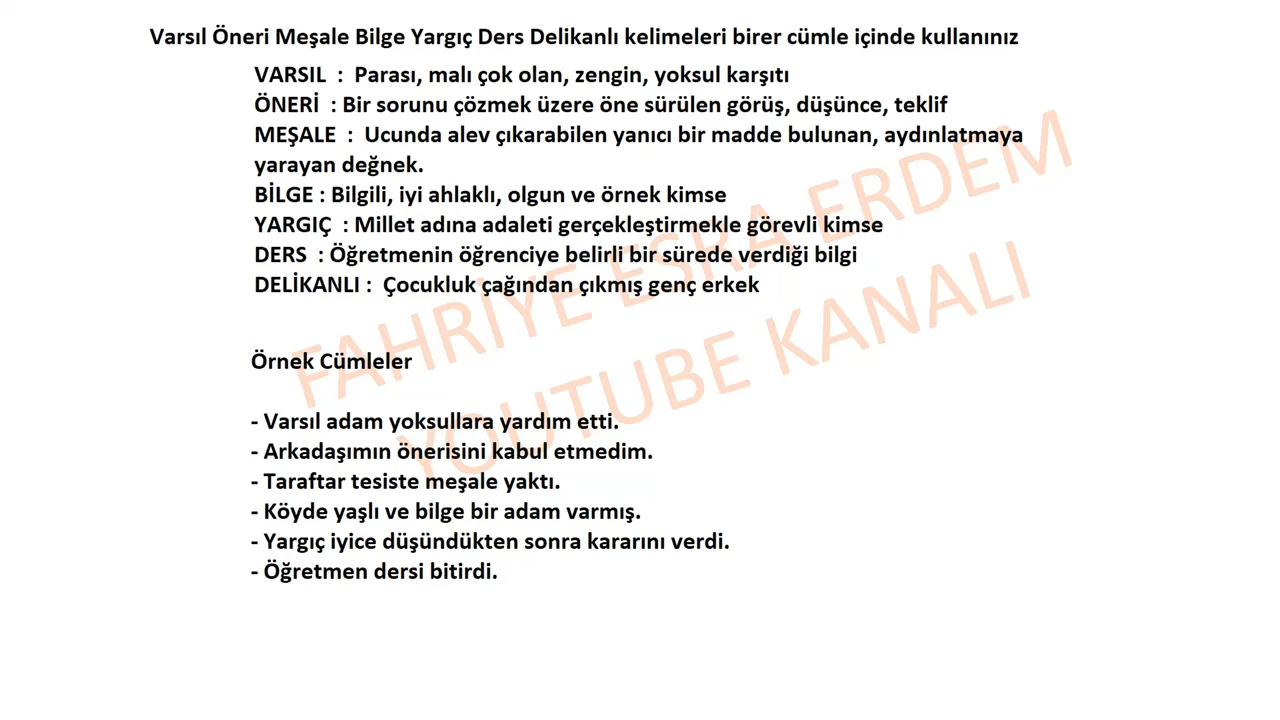 Varsıl Öneri Meşale Bilge Yargıç Ders Delikanlı kelimeleri birer cümle içinde kullanınız
VARSIL : Parası, malı çok olan, zengin, yoksul karşıtı
ÖNERİ : Bir sorunu çözmek üzere öne sürülen görüş, düşünce, teklif
MEŞALE : Ucunda alev çıkarabilen yanıcı bir madde bulunan, aydınlatmaya
yarayan değnek.
BİLGE : Bilgili, iyi ahlaklı, olgun ve örnek kimse
YARGIÇ : Millet adına adaleti gerçekleştirmekle görevli kimse
DERS : Öğretmenin öğrenciye belirli bir sürede verdiği bilgi
DELİKANLI : Çocukluk çağından çıkmış genç erkek
FAHRİYE ESRA ERDEM
YOUTUBE KANALI
Örnek Cümleler
- Varsıl adam yoksullara yardım etti.
- Arkadaşımın önerisini kabul etmedim.
- Taraftar tesiste meşale yaktı.
- Köyde yaşlı ve bilge bir adam varmış.
- Yargıç iyice düşündükten sonra kararını verdi.
- Öğretmen dersi bitirdi.